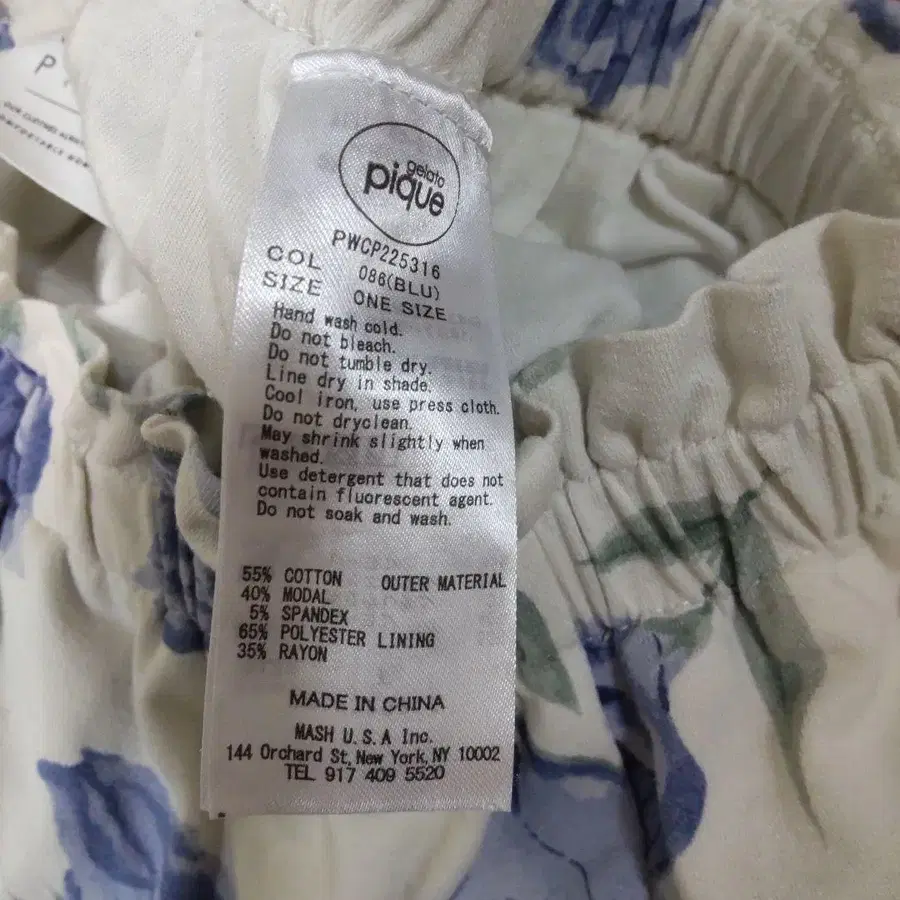 gelato
pique
PWCP225316
COL 086(BLU)
SIZE ONE SIZE
Hand wash cold.
Do not bleach.
Do not tumble dry.
Line dry in shade.
Cool iron, use press cloth.
Do not dryclean.
May shrink slightly when
washed.
Use detergent that does not
contain fluorescent agent.
Do not soak and wash.
55% COTTON OUTER MATERIAL
40% MODAL
5% SPANDEX
65% POLYESTER LINING
35% RAYON
MADE IN CHINA
MASH U.S.A Inc.
144 Orchard St, New York, NY 10002
TEL 917 409 5520
P